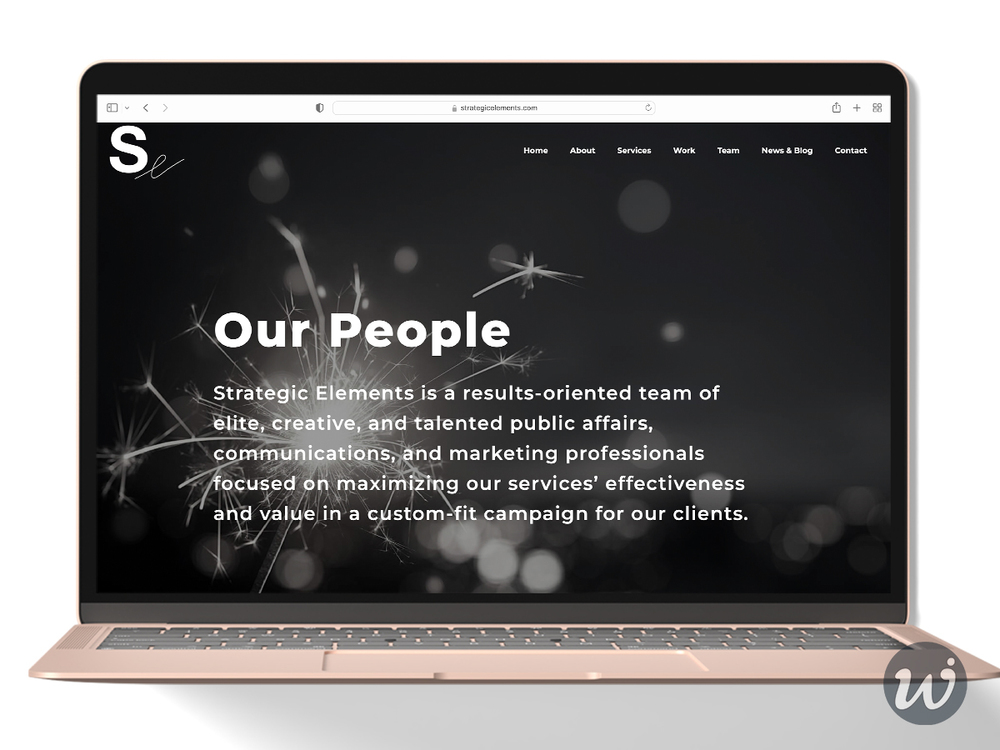 strategicelements.com
Se
Home About Services Work Team News & Blog Contact
Our People
Strategic Elements is a results-oriented team of
elite, creative, and talented public affairs,
communications, and marketing professionals
focused on maximizing our services’ effectiveness
and value in a custom-fit campaign for our clients.
w